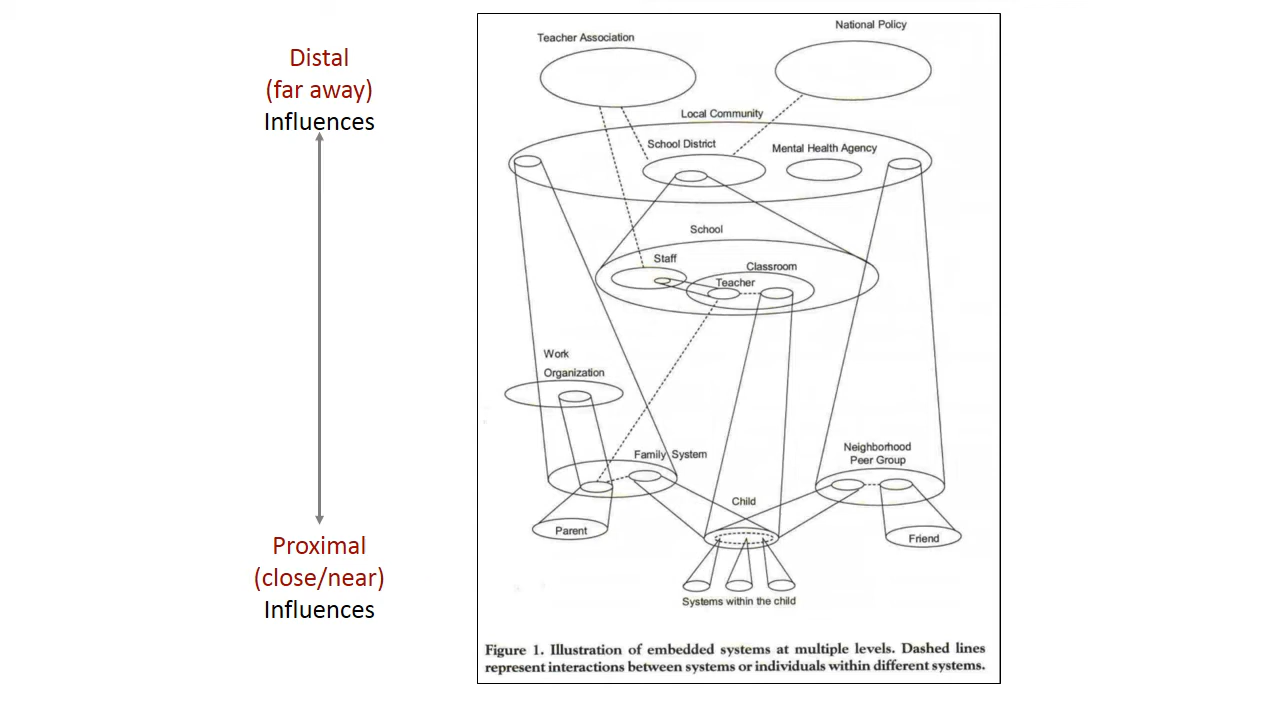 Distal
(far away)
Influences
Proximal
(close/near)
Influences
Teacher Association
National Policy
Local Community
School District
Mental Health Agency
School
Staff
Classroom
Teacher
Work
Organization
Family System
Neighborhood
Peer Group
Child
Parent
Friend
Systems within the child
Figure 1. Illustration of embedded systems at multiple levels. Dashed lines
represent interactions between systems or individuals within different systems.